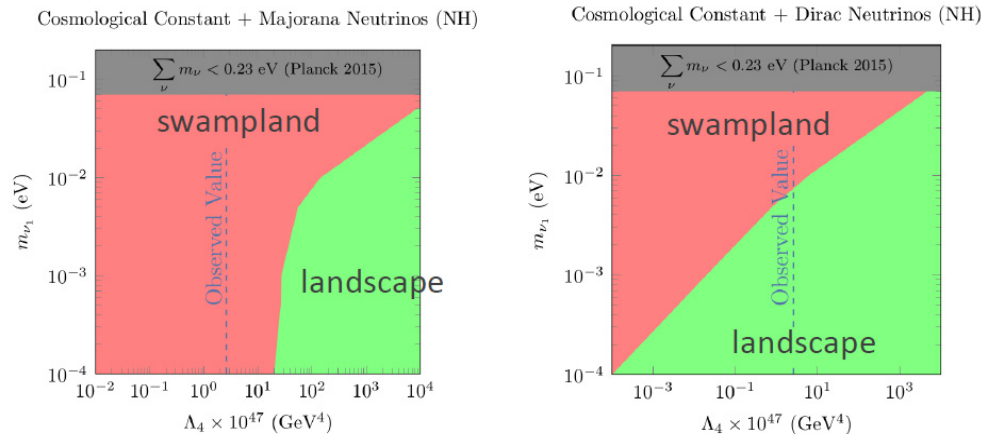 Cosmological Constant + Majorana Neutrinos (NH)
∑ν mν < 0.23 eV (Planck 2015)
swampland
Observed Value
landscape
10⁻¹
10⁻²
10⁻³
10⁻⁴
mν₁ (eV)
10⁻² 10⁻¹ 10⁰ 10¹ 10² 10³ 10⁴
Λ₄ × 10⁴⁷ (GeV⁴)
Cosmological Constant + Dirac Neutrinos (NH)
∑ν mν < 0.23 eV (Planck 2015)
swampland
Observed Value
landscape
10⁻¹
10⁻²
10⁻³
10⁻⁴
mν₁ (eV)
10⁻³ 10⁻¹ 10¹ 10³
Λ₄ × 10⁴⁷ (GeV⁴)